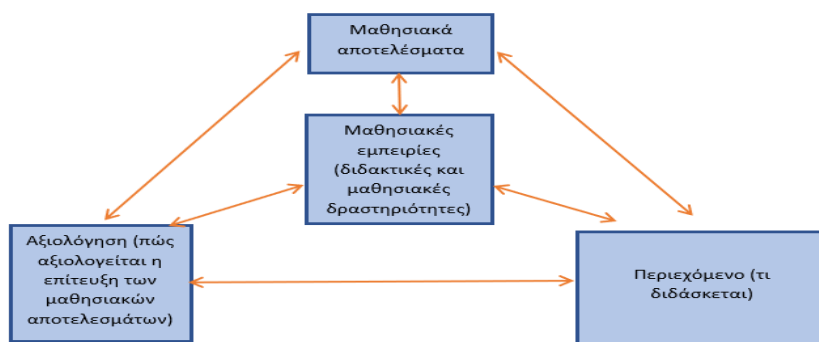 Μαθησιακά
αποτελέσματα
Μαθησιακές
εμπειρίες
(διδακτικές και
μαθησιακές
δραστηριότητες)
Αξιολόγηση (πώς
αξιολογείται η
επίτευξη των
μαθησιακών
αποτελεσμάτων)
Περιεχόμενο (τι
διδάσκεται)